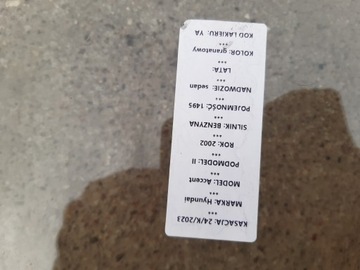 KASACJA: 24/K/2023
***
MARKA: Hyundai
***
MODEL: Accent
***
PODMODEL: II
***
ROK: 2002
***
SILNIK: BENZYNA
***
POJEMNOŚĆ: 1495
***
NADWOZIE: sedan
***
LATA:
***
KOLOR: granatowy
***
KOD LAKIERU: YA